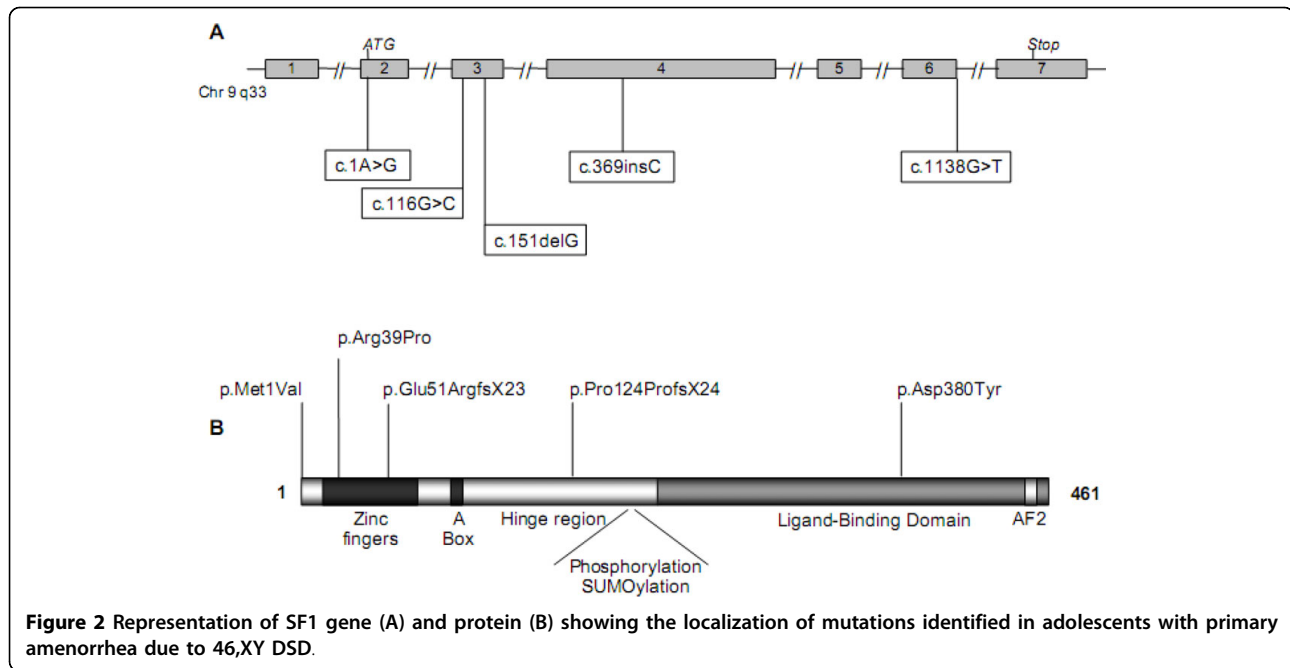 A
ATG
Stop
1 // 2 // 3 // 4 // 5 // 6 // 7
Chr 9 q33
c.1A>G
c.369insC
c.1138G>T
c.116G>C
c.151delG
p.Arg39Pro
p.Met1Val
p.Glu51ArgfsX23
p.Pro124ProfsX24
p.Asp380Tyr
B
1
461
Zinc
fingers
A
Box
Hinge region
Ligand-Binding Domain
AF2
Phosphorylation
SUMOylation
Figure 2 Representation of SF1 gene (A) and protein (B) showing the localization of mutations identified in adolescents with primary
amenorrhea due to 46,XY DSD.